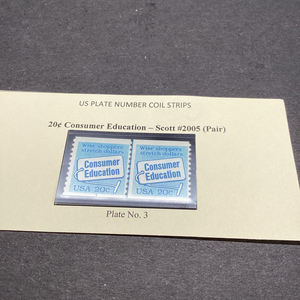 US PLATE NUMBER COIL STRIPS
20¢ Consumer Education – Scott #2005 (Pair)
Wise shoppers
stretch dollars
Consumer
Education
USA 20c
Wise shoppers
stretch dollars
Consumer
Education
USA 20c
Plate No. 3